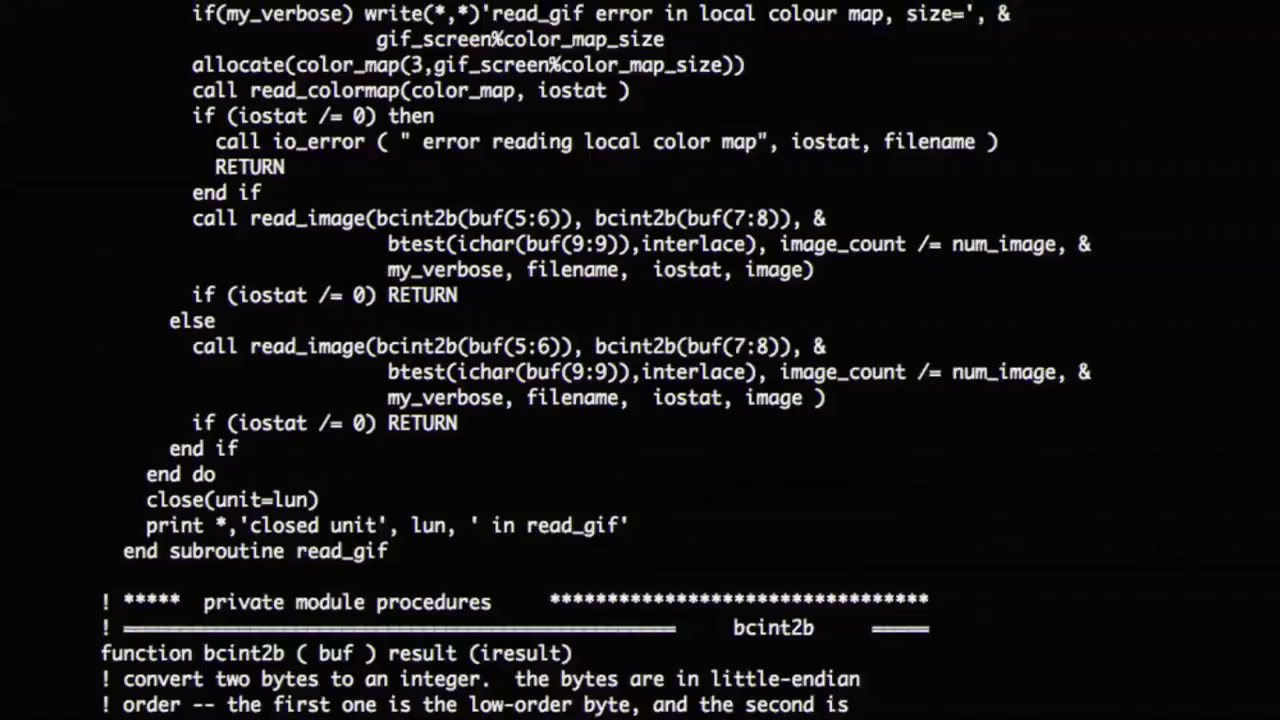 if(my_verbose) write(*,*)'read_gif error in local colour map, size=', &
gif_screen%color_map_size
allocate(color_map(3,gif_screen%color_map_size))
call read_colormap(color_map, iostat )
if (iostat /= 0) then
call io_error ( " error reading local color map", iostat, filename )
RETURN
end if
call read_image(bcint2b(buf(5:6)), bcint2b(buf(7:8)), &
btest(ichar(buf(9:9)),interlace), image_count /= num_image, &
my_verbose, filename,  iostat, image)
if (iostat /= 0) RETURN
else
call read_image(bcint2b(buf(5:6)), bcint2b(buf(7:8)), &
btest(ichar(buf(9:9)),interlace), image_count /= num_image, &
my_verbose, filename,  iostat, image )
if (iostat /= 0) RETURN
end if
end do
close(unit=lun)
print *,'closed unit', lun, ' in read_gif'
end subroutine read_gif
! *****  private module procedures     *********************************
! ================================================     bcint2b     =====
function bcint2b ( buf ) result (iresult)
! convert two bytes to an integer.  the bytes are in little-endian
! order -- the first one is the low-order byte, and the second is